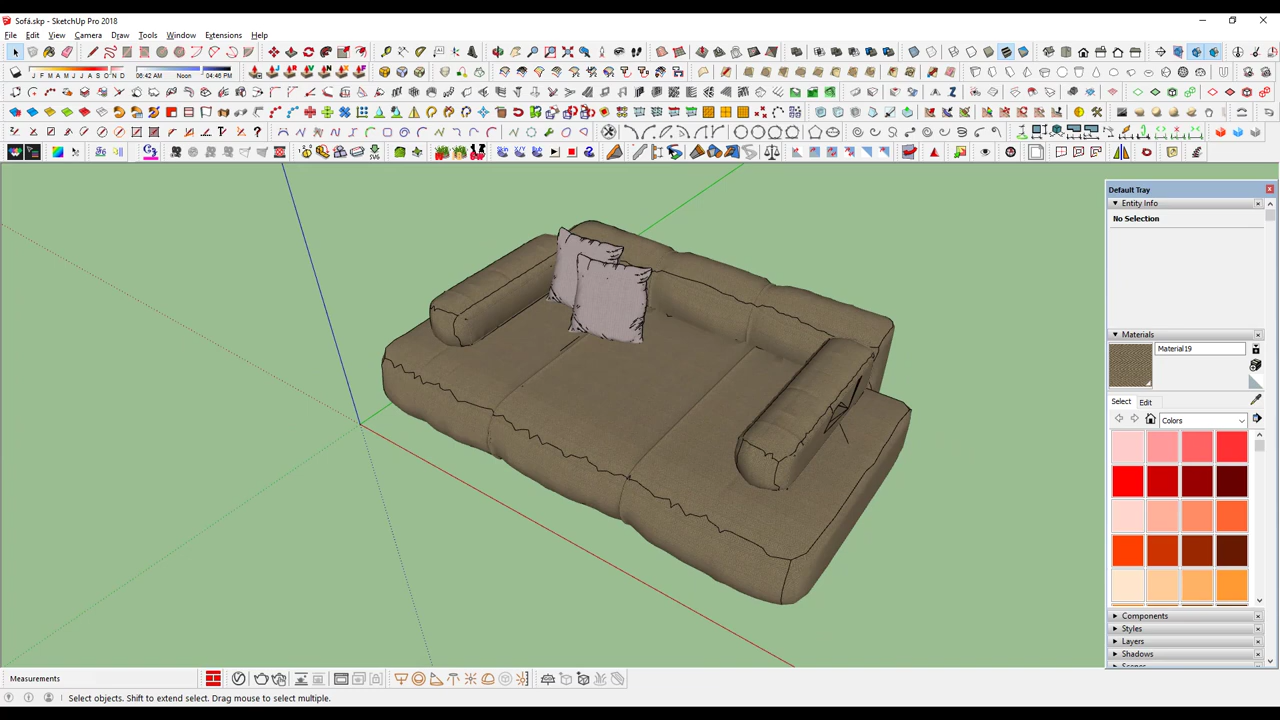 Sofá.skp - SketchUp Pro 2018
File Edit View Camera Draw Tools Window Extensions Help
J F M A M J J A S O N D 06:42 AM Noon 04:46 PM
Default Tray
Entity Info
No Selection
Materials
Material19
Select Edit
Colors
Components
Styles
Layers
Shadows
Measurements
Select objects. Shift to extend select. Drag mouse to select multiple.